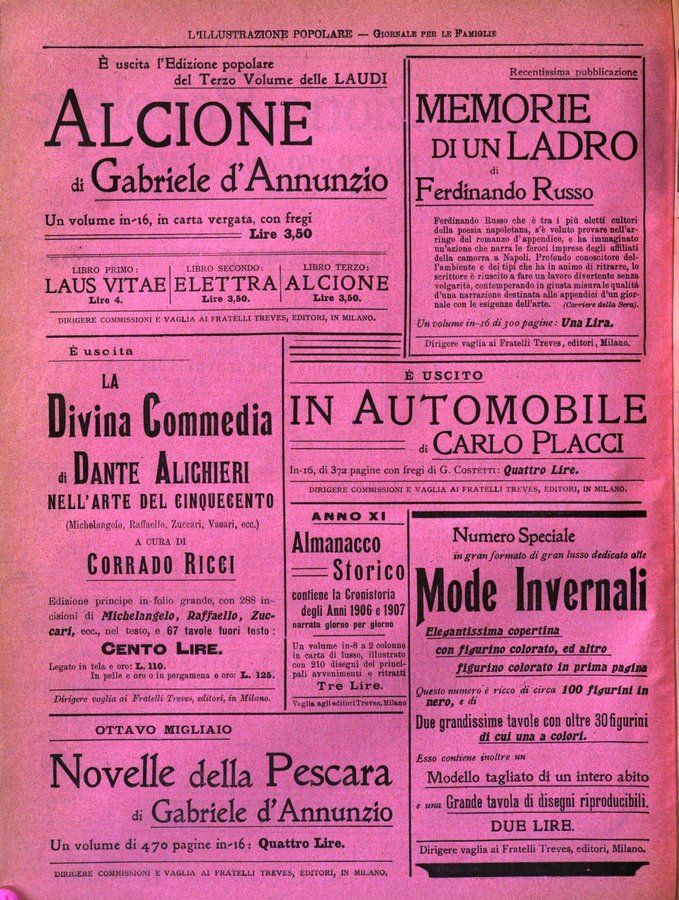 L'ILLUSTRAZIONE POPOLARE — GIORNALE PER LE FAMIGLIE
È uscita l'Edizione popolare
del Terzo Volume delle LAUDI
ALCIONE
di Gabriele d'Annunzio
Un volume in-16, in carta vergata, con fregi
Lire 3,50
LIBRO PRIMO:
LAUS VITAE
Lire 4.
LIBRO SECONDO:
ELETTRA
Lire 3,50.
LIBRO TERZO:
ALCIONE
Lire 3,50.
DIRIGERE COMMISSIONI E VAGLIA AI FRATELLI TREVES, EDITORI, IN MILANO.
Recentissima pubblicazione
MEMORIE
DI UN LADRO
di
Ferdinando Russo
Ferdinando Russo che è tra i più eletti cultori
della poesia napoletana, s'è voluto provare nell'ar-
ringo del romanzo d'appendice, e ha immaginato
un'azione che narra le feroci imprese degli affiliati
della camorra a Napoli. Profondo conoscitore del-
l'ambiente e dei tipi che ha in animo di ritrarre, lo
scrittore è riuscito a fare un lavoro divertente senza
volgarità, contemperando in giusta misura le qualità
d'una narrazione destinata alle appendici d'un gior-
nale con le esigenze dell'arte. (Corriere della Sera).
Un volume in-16 di 300 pagine: Una Lira.
Dirigere vaglia ai Fratelli Treves, editori, Milano.
È uscita
LA
Divina Commedia
di DANTE ALIGHIERI
NELL'ARTE DEL CINQUECENTO
(Michelangelo, Raffaello, Zuccari, Vasari, ecc.)
A CURA DI
CORRADO RICCI
Edizione principe in-folio grande, con 288 in-
cisioni di Michelangelo, Raffaello, Zuc-
cari, ecc., nel testo, e 67 tavole fuori testo:
CENTO LIRE.
Legato in tela e oro: L. 110.
In pelle e oro o in pergamena e oro: L. 125.
Dirigere vaglia ai Fratelli Treves, editori, in Milano.
È USCITO
IN AUTOMOBILE
di CARLO PLACCI
In-16, di 372 pagine con fregi di G. COSTETTI: Quattro Lire.
DIRIGERE COMMISSIONI E VAGLIA AI FRATELLI TREVES, EDITORI, IN MILANO.
ANNO XI
Almanacco
Storico
contiene la Cronistoria
degli Anni 1906 e 1907
narrata giorno per giorno
Un volume in-8 a 2 colonne
in carta di lusso, illustrato
con 210 disegni dei princi-
pali avvenimenti e ritratti
Tre Lire.
Vaglia agli editori Treves, Milano
Numero Speciale
in gran formato di gran lusso dedicato alle
Mode Invernali
Elegantissima copertina
con figurino colorato, ed altro
figurino colorato in prima pagina
Questo numero è ricco di circa 100 figurini in
nero, e di
Due grandissime tavole con oltre 30 figurini
di cui una a colori.
Esso contiene inoltre un
Modello tagliato di un intero abito
e una Grande tavola di disegni riproducibili.
DUE LIRE.
Dirigere vaglia ai Fratelli Treves, editori, Milano.
OTTAVO MIGLIAIO
Novelle della Pescara
di Gabriele d'Annunzio
Un volume di 470 pagine in-16: Quattro Lire.
DIRIGERE COMMISSIONI E VAGLIA AI FRATELLI TREVES, EDITORI, IN MILANO.